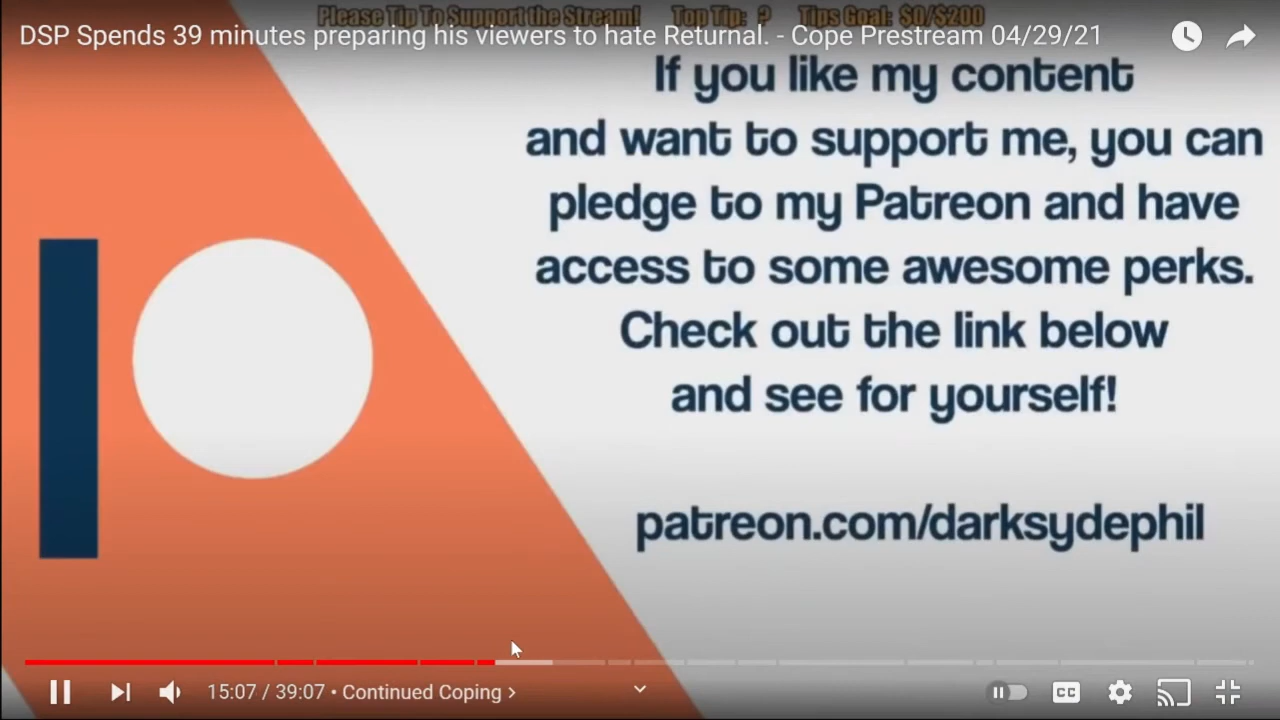 Please Tip To Support the Stream! Top Tip: ? Tips Goal: $0/$200
DSP Spends 39 minutes preparing his viewers to hate Returnal. - Cope Prestream 04/29/21
If you like my content
and want to support me, you can
pledge to my Patreon and have
access to some awesome perks.
Check out the link below
and see for yourself!
patreon.com/darksydephil
15:07 / 39:07 • Continued Coping >
CC